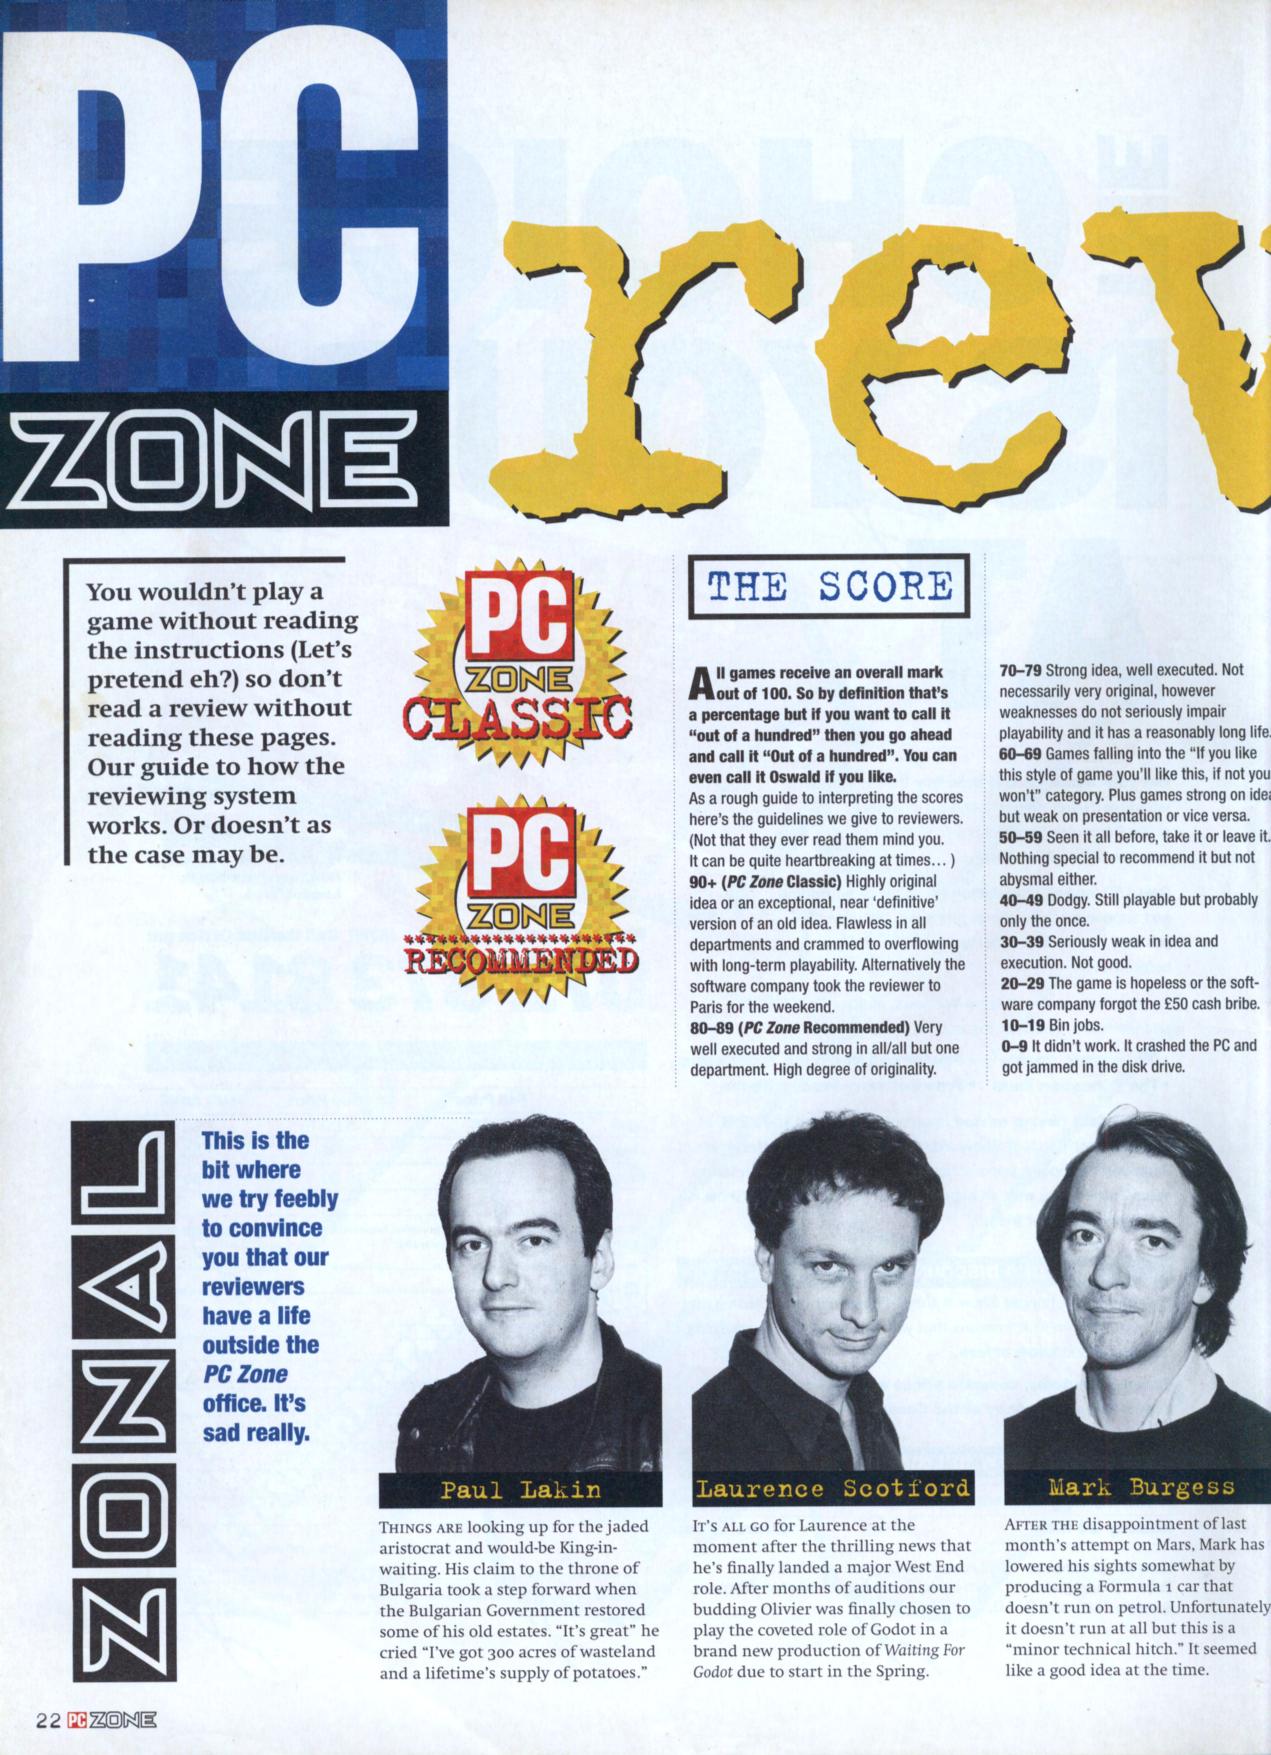 PC
ZONE
rev
You wouldn't play a
game without reading
the instructions (Let's
pretend eh?) so don't
read a review without
reading these pages.
Our guide to how the
reviewing system
works. Or doesn't as
the case may be.
PC
ZONE
CLASSIC
PC
ZONE
RECOMMENDED
THE SCORE
All games receive an overall mark
out of 100. So by definition that's
a percentage but if you want to call it
"out of a hundred" then you go ahead
and call it "Out of a hundred". You can
even call it Oswald if you like.
As a rough guide to interpreting the scores
here's the guidelines we give to reviewers.
(Not that they ever read them mind you.
It can be quite heartbreaking at times... )
90+ (PC Zone Classic) Highly original
idea or an exceptional, near 'definitive'
version of an old idea. Flawless in all
departments and crammed to overflowing
with long-term playability. Alternatively the
software company took the reviewer to
Paris for the weekend.
80–89 (PC Zone Recommended) Very
well executed and strong in all/all but one
department. High degree of originality.
70–79 Strong idea, well executed. Not
necessarily very original, however
weaknesses do not seriously impair
playability and it has a reasonably long life.
60–69 Games falling into the "If you like
this style of game you'll like this, if not you
won't" category. Plus games strong on idea
but weak on presentation or vice versa.
50–59 Seen it all before, take it or leave it.
Nothing special to recommend it but not
abysmal either.
40–49 Dodgy. Still playable but probably
only the once.
30–39 Seriously weak in idea and
execution. Not good.
20–29 The game is hopeless or the soft-
ware company forgot the £50 cash bribe.
10–19 Bin jobs.
0–9 It didn't work. It crashed the PC and
got jammed in the disk drive.
ZONAL
This is the
bit where
we try feebly
to convince
you that our
reviewers
have a life
outside the
PC Zone
office. It's
sad really.
Paul Lakin
THINGS ARE looking up for the jaded
aristocrat and would-be King-in-
waiting. His claim to the throne of
Bulgaria took a step forward when
the Bulgarian Government restored
some of his old estates. "It's great" he
cried "I've got 300 acres of wasteland
and a lifetime's supply of potatoes."
Laurence Scotford
IT'S ALL GO for Laurence at the
moment after the thrilling news that
he's finally landed a major West End
role. After months of auditions our
budding Olivier was finally chosen to
play the coveted role of Godot in a
brand new production of Waiting For
Godot due to start in the Spring.
Mark Burgess
AFTER THE disappointment of last
month's attempt on Mars, Mark has
lowered his sights somewhat by
producing a Formula 1 car that
doesn't run on petrol. Unfortunately
it doesn't run at all but this is a
"minor technical hitch." It seemed
like a good idea at the time.
22 PC ZONE